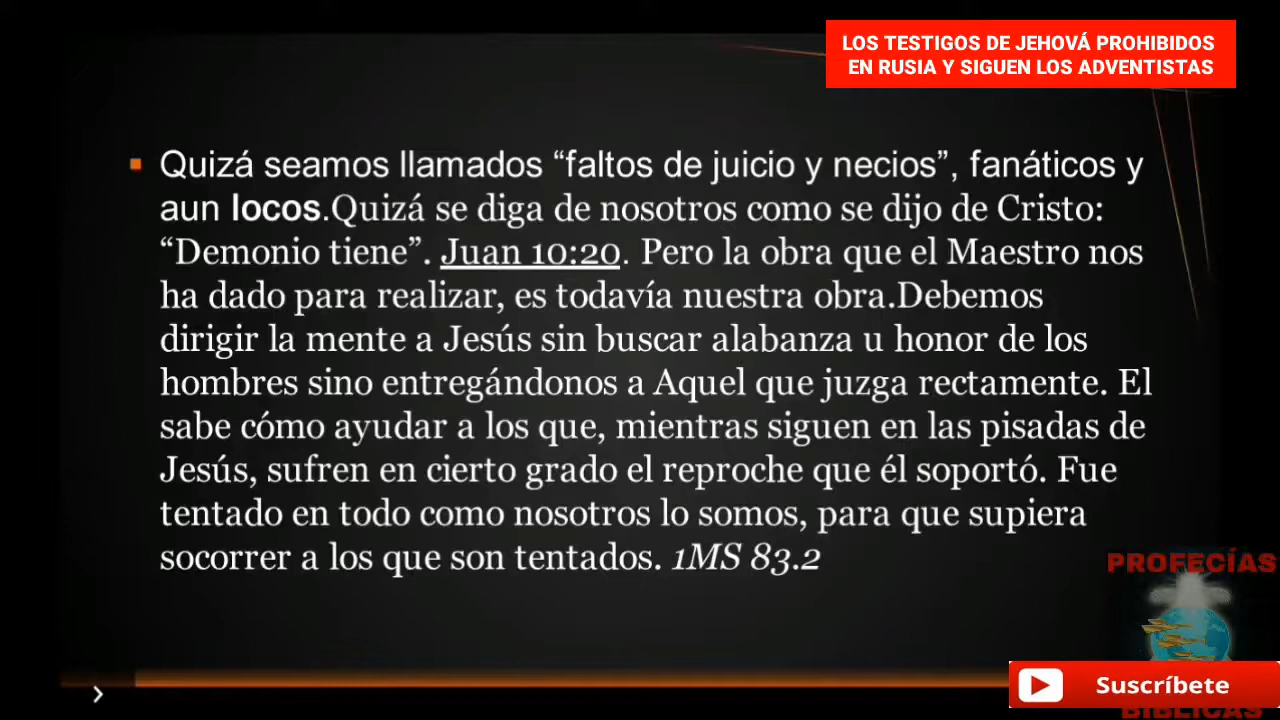 LOS TESTIGOS DE JEHOVÁ PROHIBIDOS
EN RUSIA Y SIGUEN LOS ADVENTISTAS
Quizá seamos llamados “faltos de juicio y necios”, fanáticos y
aun locos.Quizá se diga de nosotros como se dijo de Cristo:
“Demonio tiene”. Juan 10:20. Pero la obra que el Maestro nos
ha dado para realizar, es todavía nuestra obra.Debemos
dirigir la mente a Jesús sin buscar alabanza u honor de los
hombres sino entregándonos a Aquel que juzga rectamente. El
sabe cómo ayudar a los que, mientras siguen en las pisadas de
Jesús, sufren en cierto grado el reproche que él soportó. Fue
tentado en todo como nosotros lo somos, para que supiera
socorrer a los que son tentados. 1MS 83.2
PROFECÍAS
Suscríbete
BÍBLICAS